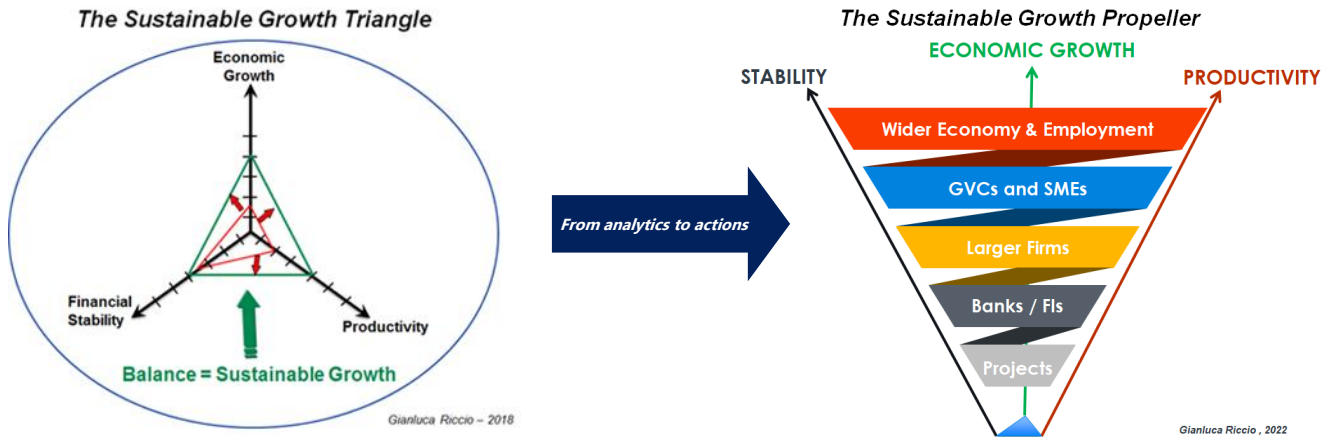 The Sustainable Growth Triangle
Economic
Growth
Financial
Stability
Productivity
Balance = Sustainable Growth
Gianluca Riccio – 2018
From analytics to actions
The Sustainable Growth Propeller
ECONOMIC GROWTH
STABILITY
PRODUCTIVITY
Wider Economy & Employment
GVCs and SMEs
Larger Firms
Banks / FIs
Projects
Gianluca Riccio , 2022